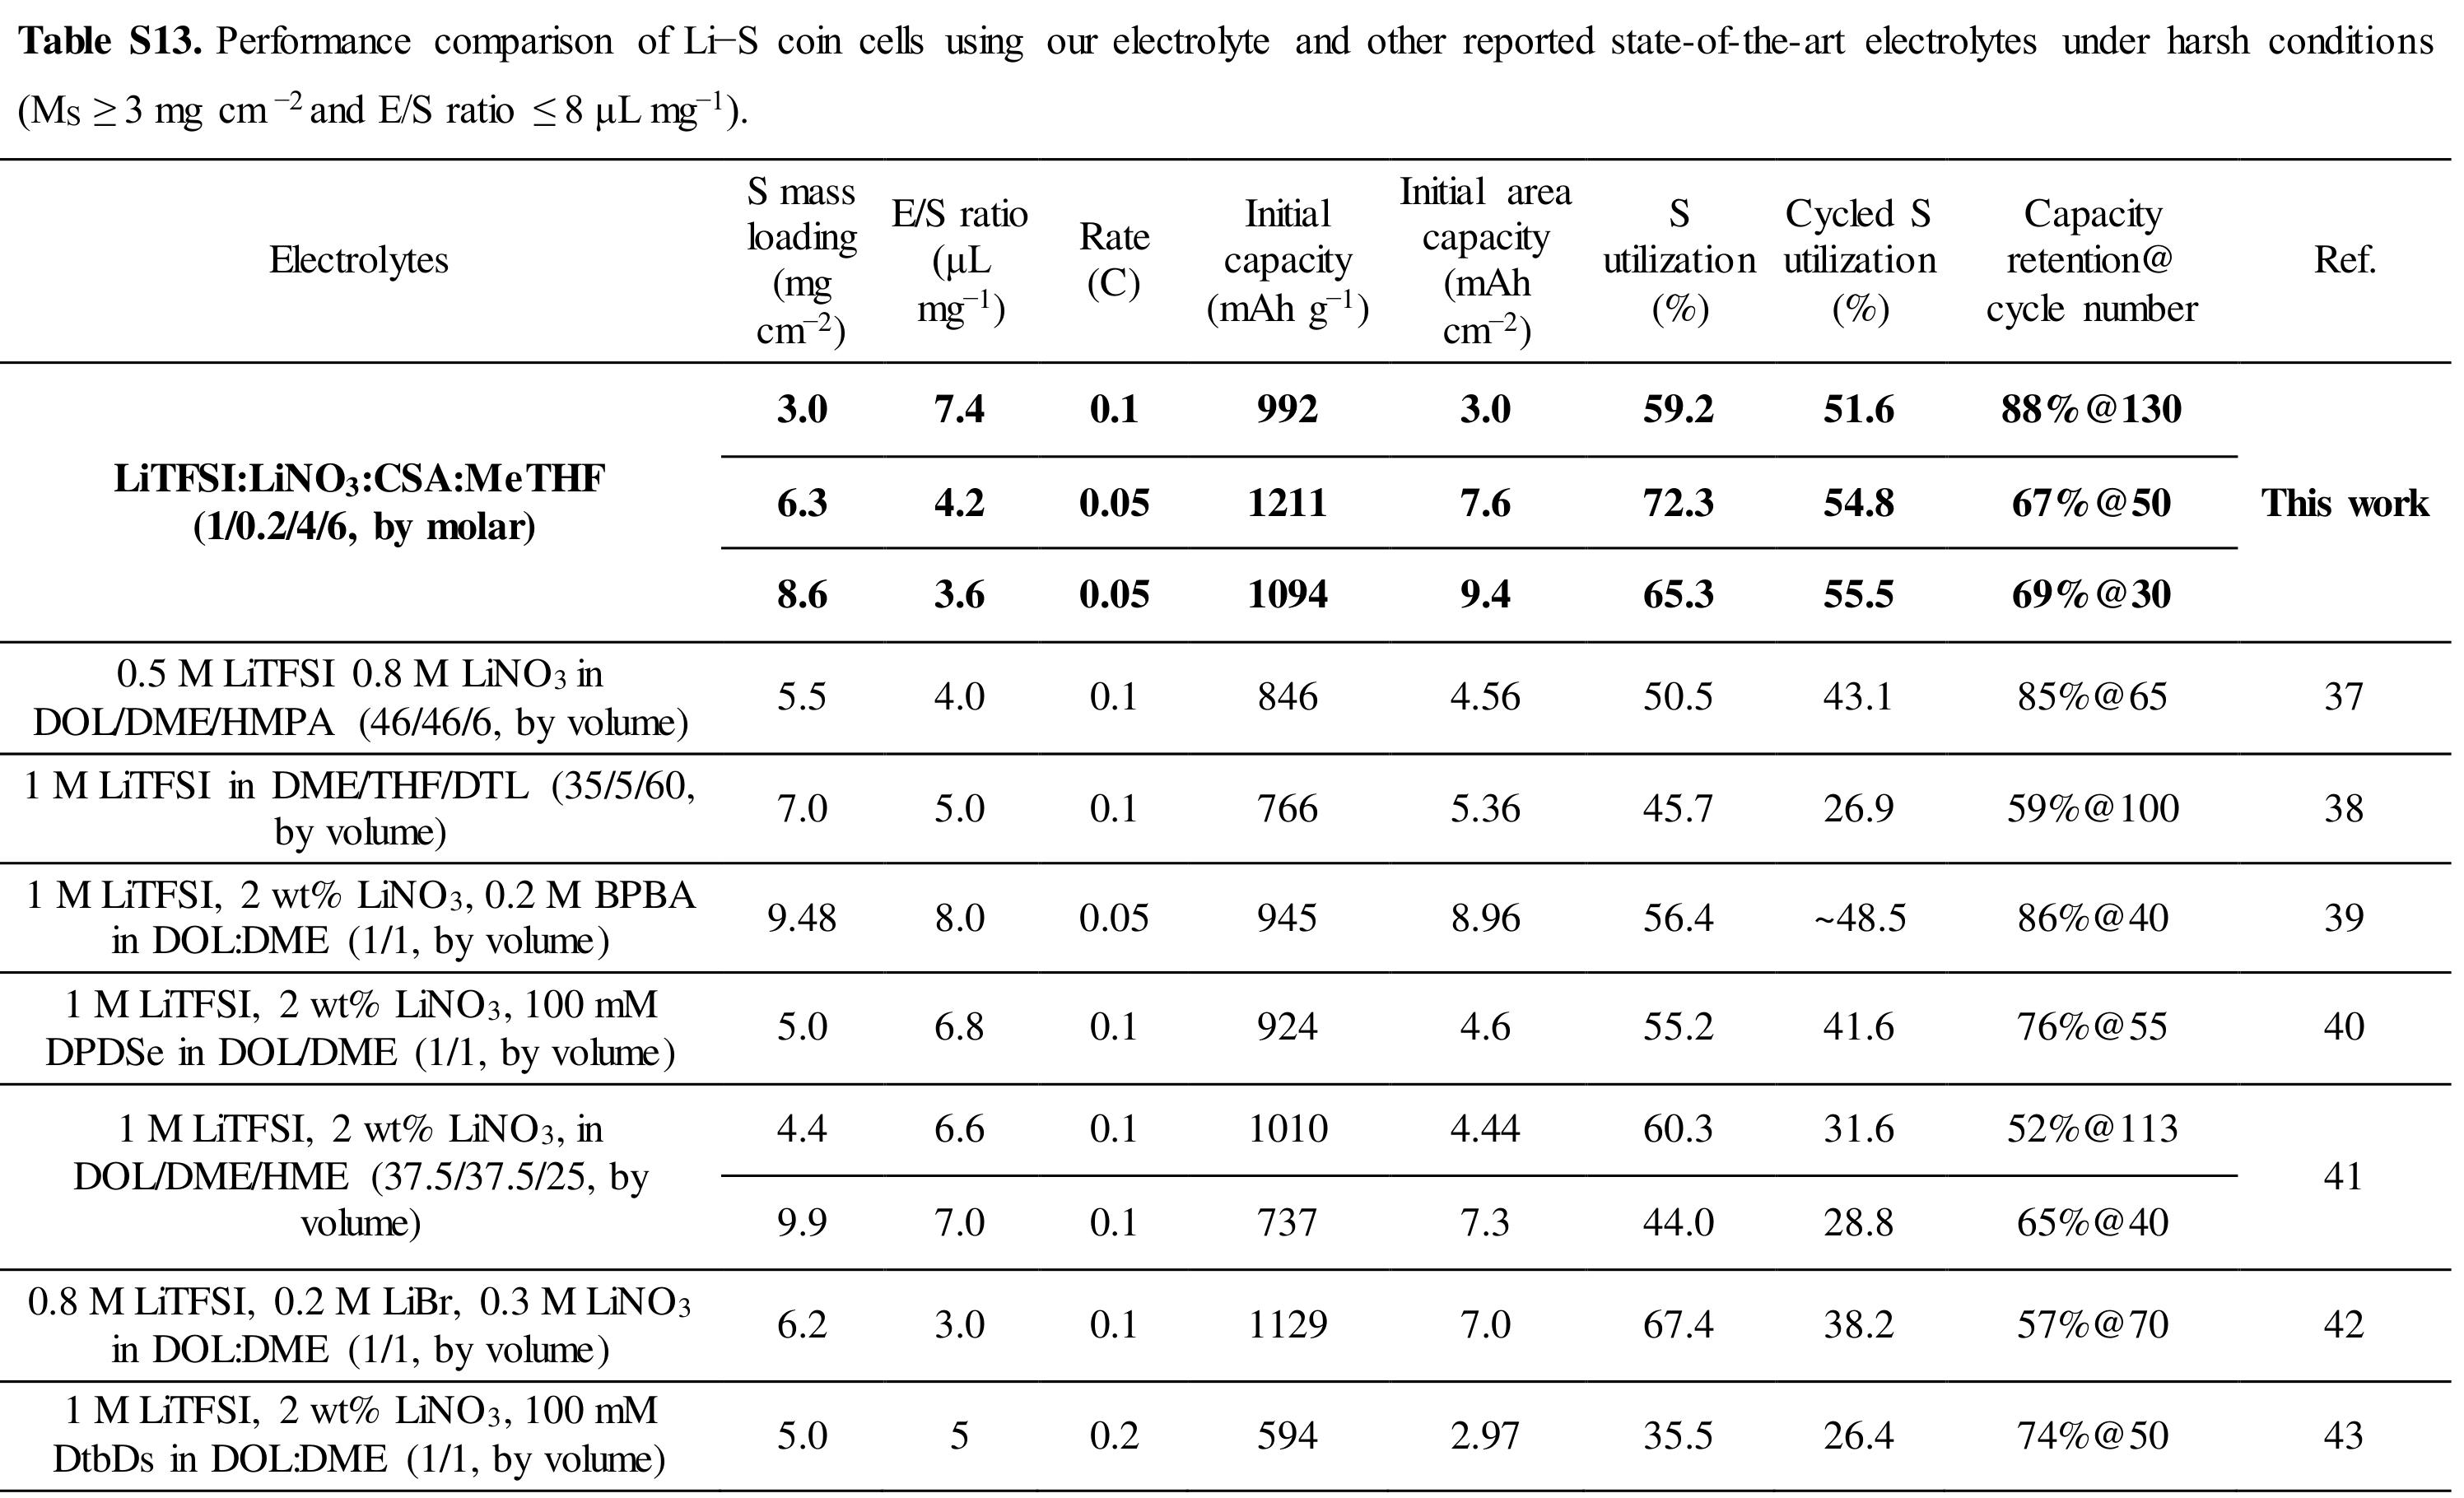 Table S13. Performance comparison of Li−S coin cells using our electrolyte and other reported state-of-the-art electrolytes under harsh conditions
(Ms ≥ 3 mg cm⁻² and E/S ratio ≤ 8 μL mg⁻¹).
Electrolytes
S mass
loading
(mg
cm⁻²)
E/S ratio
(μL
mg⁻¹)
Rate
(C)
Initial
capacity
(mAh g⁻¹)
Initial area
capacity
(mAh
cm⁻²)
S
utilization
(%)
Cycled S
utilization
(%)
Capacity
retention@
cycle number
Ref.
LiTFSI:LiNO₃:CSA:MeTHF
(1/0.2/4/6, by molar)
3.0 7.4 0.1 992 3.0 59.2 51.6 88%@130
6.3 4.2 0.05 1211 7.6 72.3 54.8 67%@50
This work
8.6 3.6 0.05 1094 9.4 65.3 55.5 69%@30
0.5 M LiTFSI 0.8 M LiNO₃ in
DOL/DME/HMPA (46/46/6, by volume)
5.5 4.0 0.1 846 4.56 50.5 43.1 85%@65 37
1 M LiTFSI in DME/THF/DTL (35/5/60,
by volume)
7.0 5.0 0.1 766 5.36 45.7 26.9 59%@100 38
1 M LiTFSI, 2 wt% LiNO₃, 0.2 M BPBA
in DOL:DME (1/1, by volume)
9.48 8.0 0.05 945 8.96 56.4 ~48.5 86%@40 39
1 M LiTFSI, 2 wt% LiNO₃, 100 mM
DPDSe in DOL/DME (1/1, by volume)
5.0 6.8 0.1 924 4.6 55.2 41.6 76%@55 40
1 M LiTFSI, 2 wt% LiNO₃, in
DOL/DME/HME (37.5/37.5/25, by
volume)
4.4 6.6 0.1 1010 4.44 60.3 31.6 52%@113
41
9.9 7.0 0.1 737 7.3 44.0 28.8 65%@40
0.8 M LiTFSI, 0.2 M LiBr, 0.3 M LiNO₃
in DOL:DME (1/1, by volume)
6.2 3.0 0.1 1129 7.0 67.4 38.2 57%@70 42
1 M LiTFSI, 2 wt% LiNO₃, 100 mM
DtbDs in DOL:DME (1/1, by volume)
5.0 5 0.2 594 2.97 35.5 26.4 74%@50 43